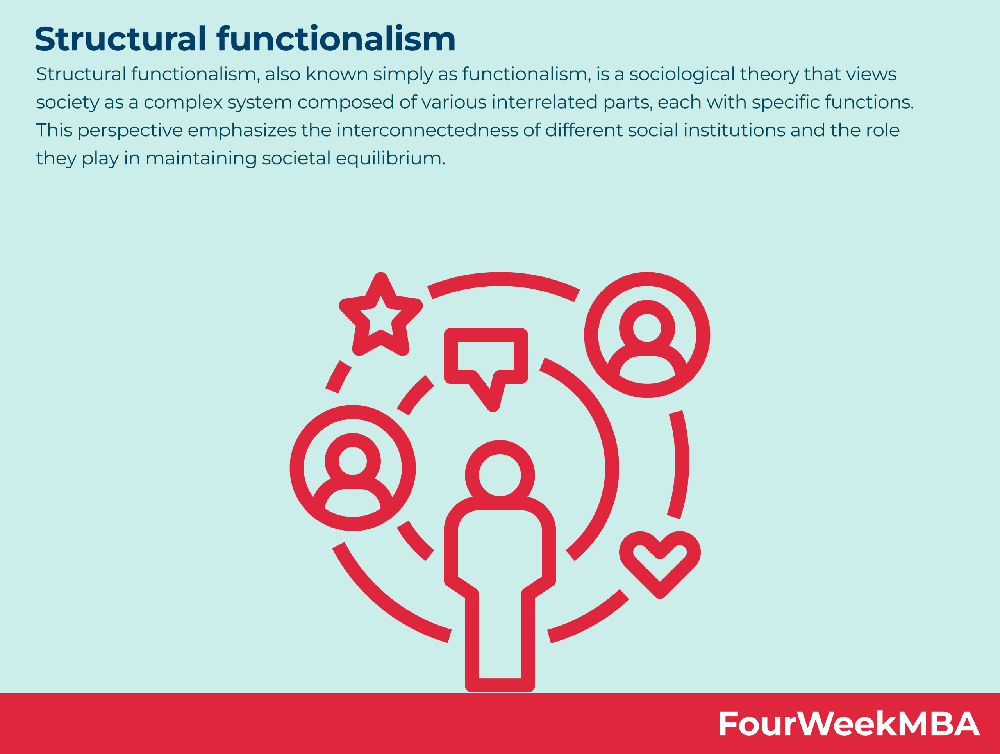 Structural functionalism
Structural functionalism, also known simply as functionalism, is a sociological theory that views
society as a complex system composed of various interrelated parts, each with specific functions.
This perspective emphasizes the interconnectedness of different social institutions and the role
they play in maintaining societal equilibrium.
FourWeekMBA